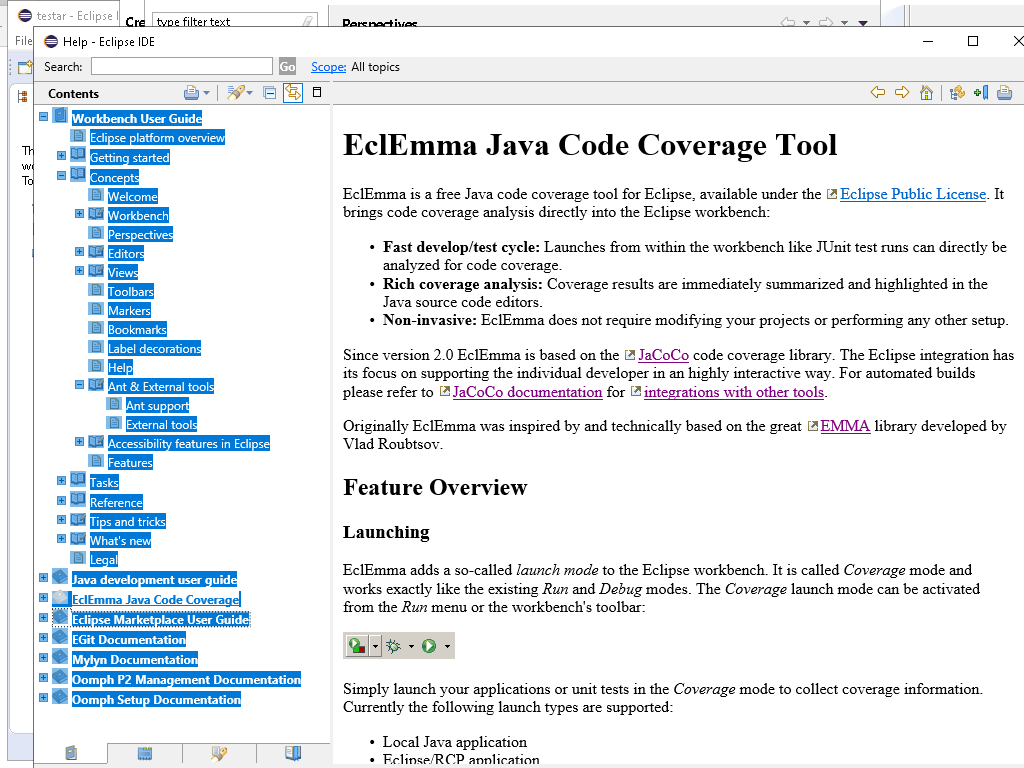 testar - Eclipse I
Cre
type filter text
Perspectives
File
Help - Eclipse IDE
Search:
Go
Scope: All topics
Contents
Workbench User Guide
Eclipse platform overview
Getting started
Concepts
Welcome
Workbench
Perspectives
Editors
Views
Toolbars
Markers
Bookmarks
Label decorations
Help
Ant & External tools
Ant support
External tools
Accessibility features in Eclipse
Features
Tasks
Reference
Tips and tricks
What's new
Legal
Java development user guide
EclEmma Java Code Coverage
Eclipse Marketplace User Guide
EGit Documentation
Mylyn Documentation
Oomph P2 Management Documentation
Oomph Setup Documentation
Th
wo
To
EclEmma Java Code Coverage Tool
EclEmma is a free Java code coverage tool for Eclipse, available under the Eclipse Public License. It
brings code coverage analysis directly into the Eclipse workbench:
• Fast develop/test cycle: Launches from within the workbench like JUnit test runs can directly be
analyzed for code coverage.
• Rich coverage analysis: Coverage results are immediately summarized and highlighted in the
Java source code editors.
• Non-invasive: EclEmma does not require modifying your projects or performing any other setup.
Since version 2.0 EclEmma is based on the JaCoCo code coverage library. The Eclipse integration has
its focus on supporting the individual developer in an highly interactive way. For automated builds
please refer to JaCoCo documentation for integrations with other tools.
Originally EclEmma was inspired by and technically based on the great EMMA library developed by
Vlad Roubtsov.
Feature Overview
Launching
EclEmma adds a so-called launch mode to the Eclipse workbench. It is called Coverage mode and
works exactly like the existing Run and Debug modes. The Coverage launch mode can be activated
from the Run menu or the workbench's toolbar:
Simply launch your applications or unit tests in the Coverage mode to collect coverage information.
Currently the following launch types are supported:
• Local Java application
• Eclipse/RCP application